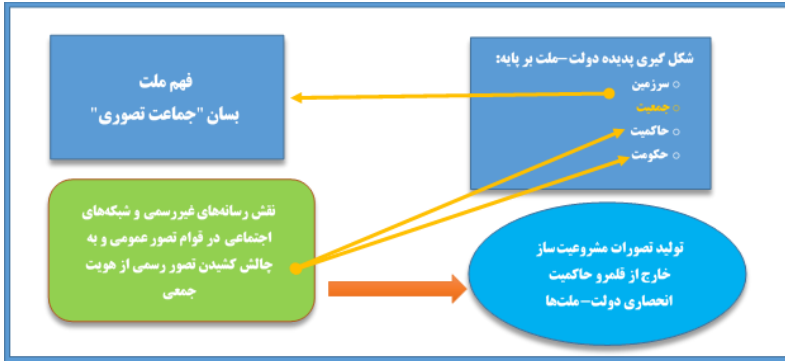 شکل گیری پدیده دولت–ملت بر پایه:
○ سرزمین
○ جمعیت
○ حاکمیت
○ حکومت
فهم ملت
بسان "جماعت تصوری"
نقش رسانه‌های غیررسمی و شبکه‌های
اجتماعی در قوام تصور عمومی و به
چالش کشیدن تصور رسمی از هویت
جمعی
تولید تصورات مشروعیت‌ساز
خارج از قلمرو حاکمیت
انحصاری دولت–ملت‌ها